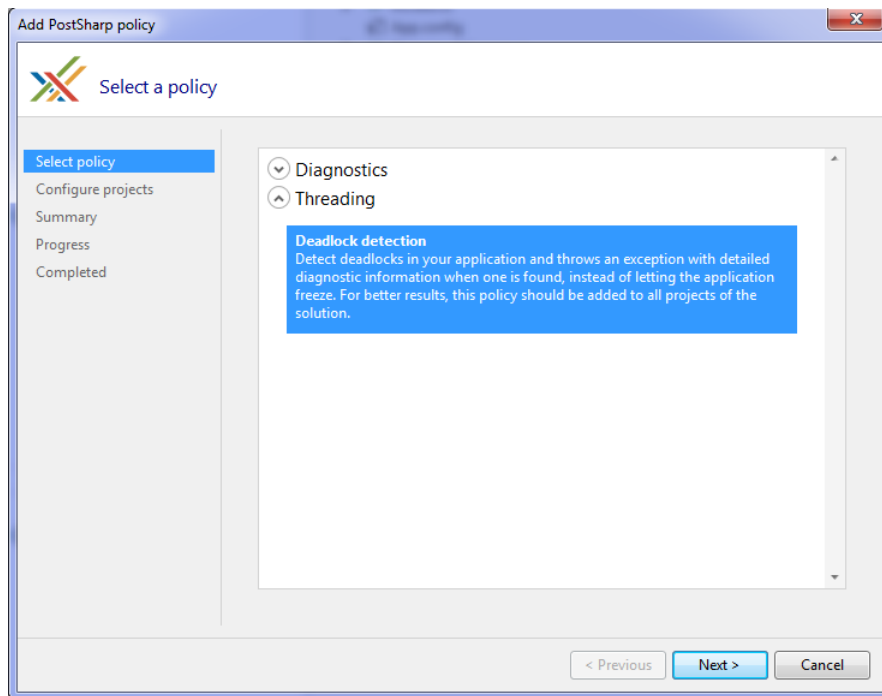 Add PostSharp policy
App.config
Select a policy
Select policy
Configure projects
Summary
Progress
Completed
Diagnostics
Threading
Deadlock detection
Detect deadlocks in your application and throws an exception with detailed
diagnostic information when one is found, instead of letting the application
freeze. For better results, this policy should be added to all projects of the
solution.
< Previous
Next >
Cancel